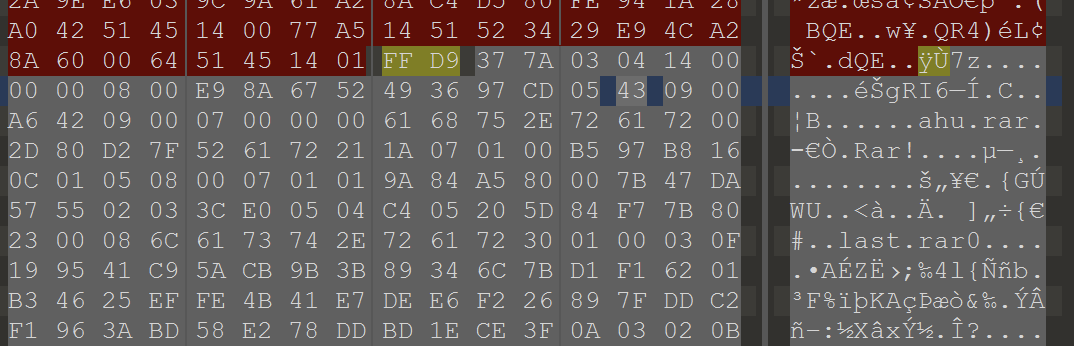 2A 9E E6 03 9C 9A 61 A2 8A C4 D5 80 FE 94 1A 28
A0 42 51 45 14 00 77 A5 14 51 52 34 29 E9 4C A2 BQE..w¥.QR4)éL¢
8A 60 00 64 51 45 14 01 FF D9 37 7A 03 04 14 00 Š`.dQE..ÿÙ7z....
00 00 08 00 E9 8A 67 52 49 36 97 CD 05 43 09 00 ....éŠgRI6—Í.C..
A6 42 09 00 07 00 00 00 61 68 75 2E 72 61 72 00 ¦B......ahu.rar.
2D 80 D2 7F 52 61 72 21 1A 07 01 00 B5 97 B8 16 -€Ò.Rar!....µ—¸.
0C 01 05 08 00 07 01 01 9A 84 A5 80 00 7B 47 DA ........š„¥€.{GÚ
57 55 02 03 3C E0 05 04 C4 05 20 5D 84 F7 7B 80 WU..<à..Ä. ]„÷{€
23 00 08 6C 61 73 74 2E 72 61 72 30 01 00 03 0F #..last.rar0....
19 95 41 C9 5A CB 9B 3B 89 34 6C 7B D1 F1 62 01 .•AÉZË›;‰4l{Ññb.
B3 46 25 EF FE 4B 41 E7 DE E6 F2 26 89 7F DD C2 ³F%ïþKAçÞæò&‰.ÝÂ
F1 96 3A BD 58 E2 78 DD BD 1E CE 3F 0A 03 02 0B ñ–:½XâxÝ½.Î?....